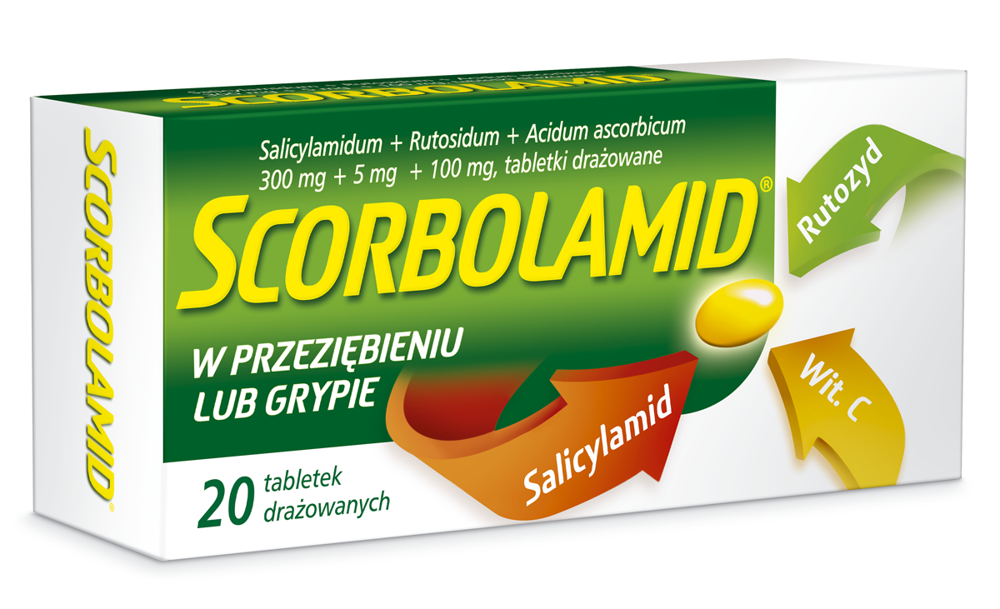 SCORBOLAMID
Salicylamidum + Rutosidum + Acidum ascorbicum
300 mg + 5 mg + 100 mg, tabletki drażowane
SCORBOLAMID®
W PRZEZIĘBIENIU
LUB GRYPIE
20 tabletek
drażowanych
Salicylamid
Rutozyd
Wit. C
SCORBOLAMID®